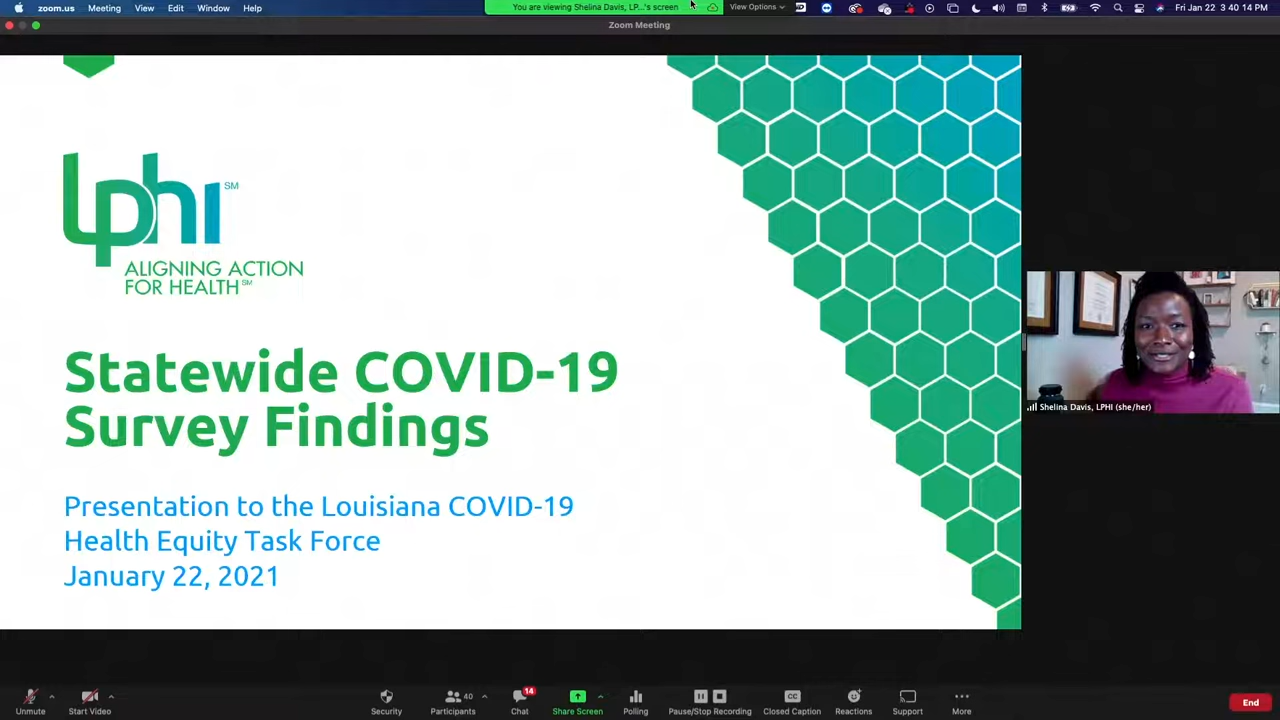 zoom.us Meeting View Edit Window Help
You are viewing Shelina Davis, LP...'s screen
View Options
Fri Jan 22 3 40 14 PM
Zoom Meeting
lphi SM
ALIGNING ACTION
FOR HEALTH SM
Statewide COVID-19
Survey Findings
Presentation to the Louisiana COVID-19
Health Equity Task Force
January 22, 2021
Shelina Davis, LPHI (she/her)
40
14
CC
Unmute
Start Video
Security
Participants
Chat
Share Screen
Polling
Pause/Stop Recording
Closed Caption
Reactions
Support
More
End